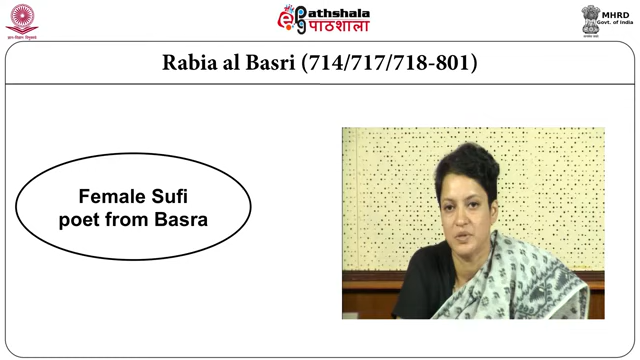 Pathshala
पाठशाला
MHRD
Govt. of India
Rabia al Basri (714/717/718-801)
Female Sufi
poet from Basra